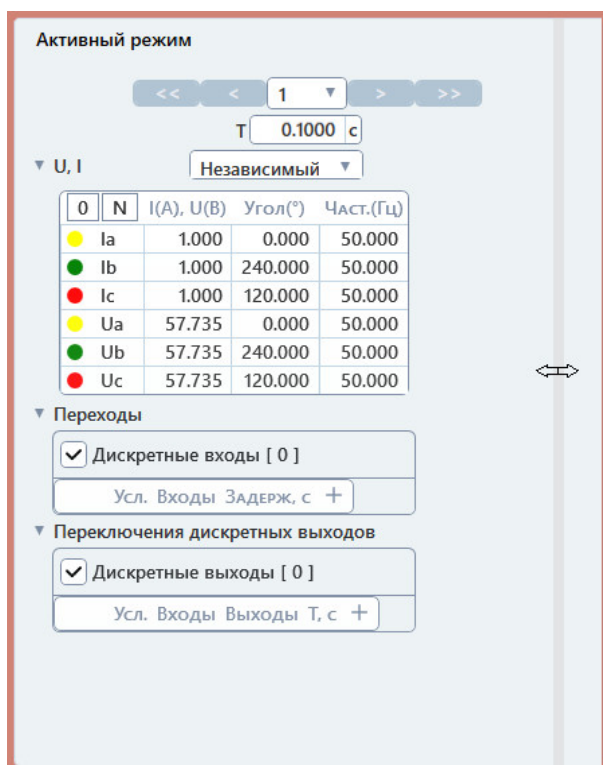 Активный режим
<< < 1 > >>
T 0.1000 с
U, I Независимый
0 N I(A), U(B) Угол(°) Част.(Гц)
Ia 1.000 0.000 50.000
Ib 1.000 240.000 50.000
Ic 1.000 120.000 50.000
Ua 57.735 0.000 50.000
Ub 57.735 240.000 50.000
Uc 57.735 120.000 50.000
Переходы
Дискретные входы [ 0 ]
Усл. Входы Задерж, с +
Переключения дискретных выходов
Дискретные выходы [ 0 ]
Усл. Входы Выходы Т, с +